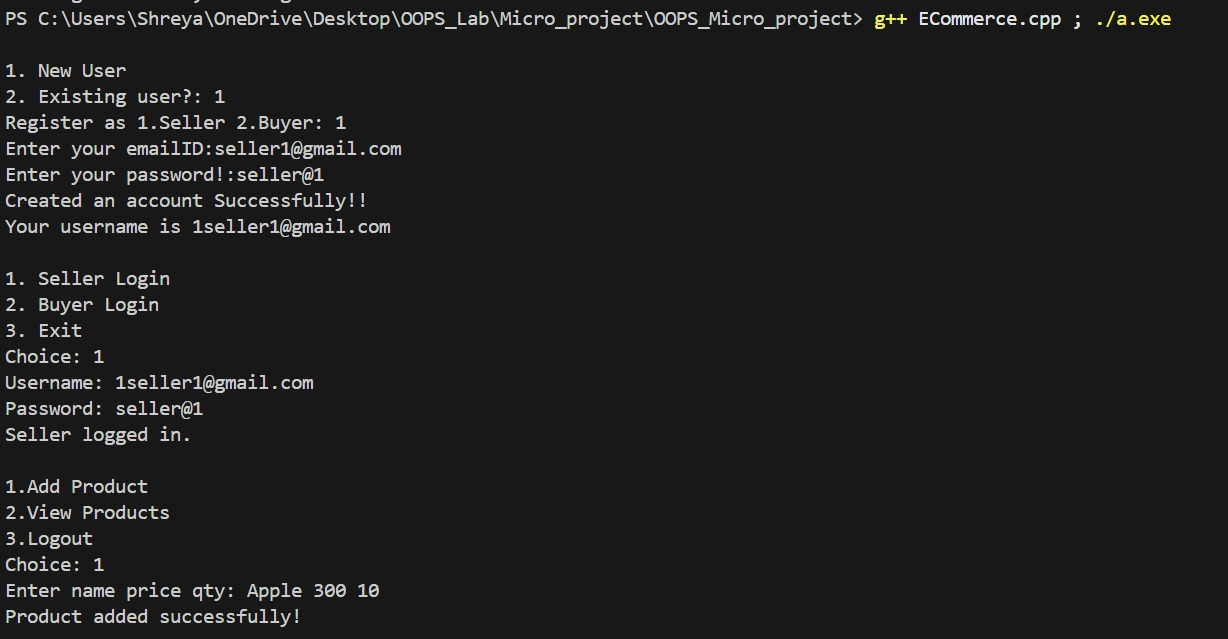 PS C:\Users\Shreya\OneDrive\Desktop\OOPS_Lab\Micro_project\OOPS_Micro_project> g++ ECommerce.cpp ; ./a.exe
1. New User
2. Existing user?: 1
Register as 1.Seller 2.Buyer: 1
Enter your emailID:seller1@gmail.com
Enter your password!:seller@1
Created an account Successfully!!
Your username is 1seller1@gmail.com
1. Seller Login
2. Buyer Login
3. Exit
Choice: 1
Username: 1seller1@gmail.com
Password: seller@1
Seller logged in.
1.Add Product
2.View Products
3.Logout
Choice: 1
Enter name price qty: Apple 300 10
Product added successfully!